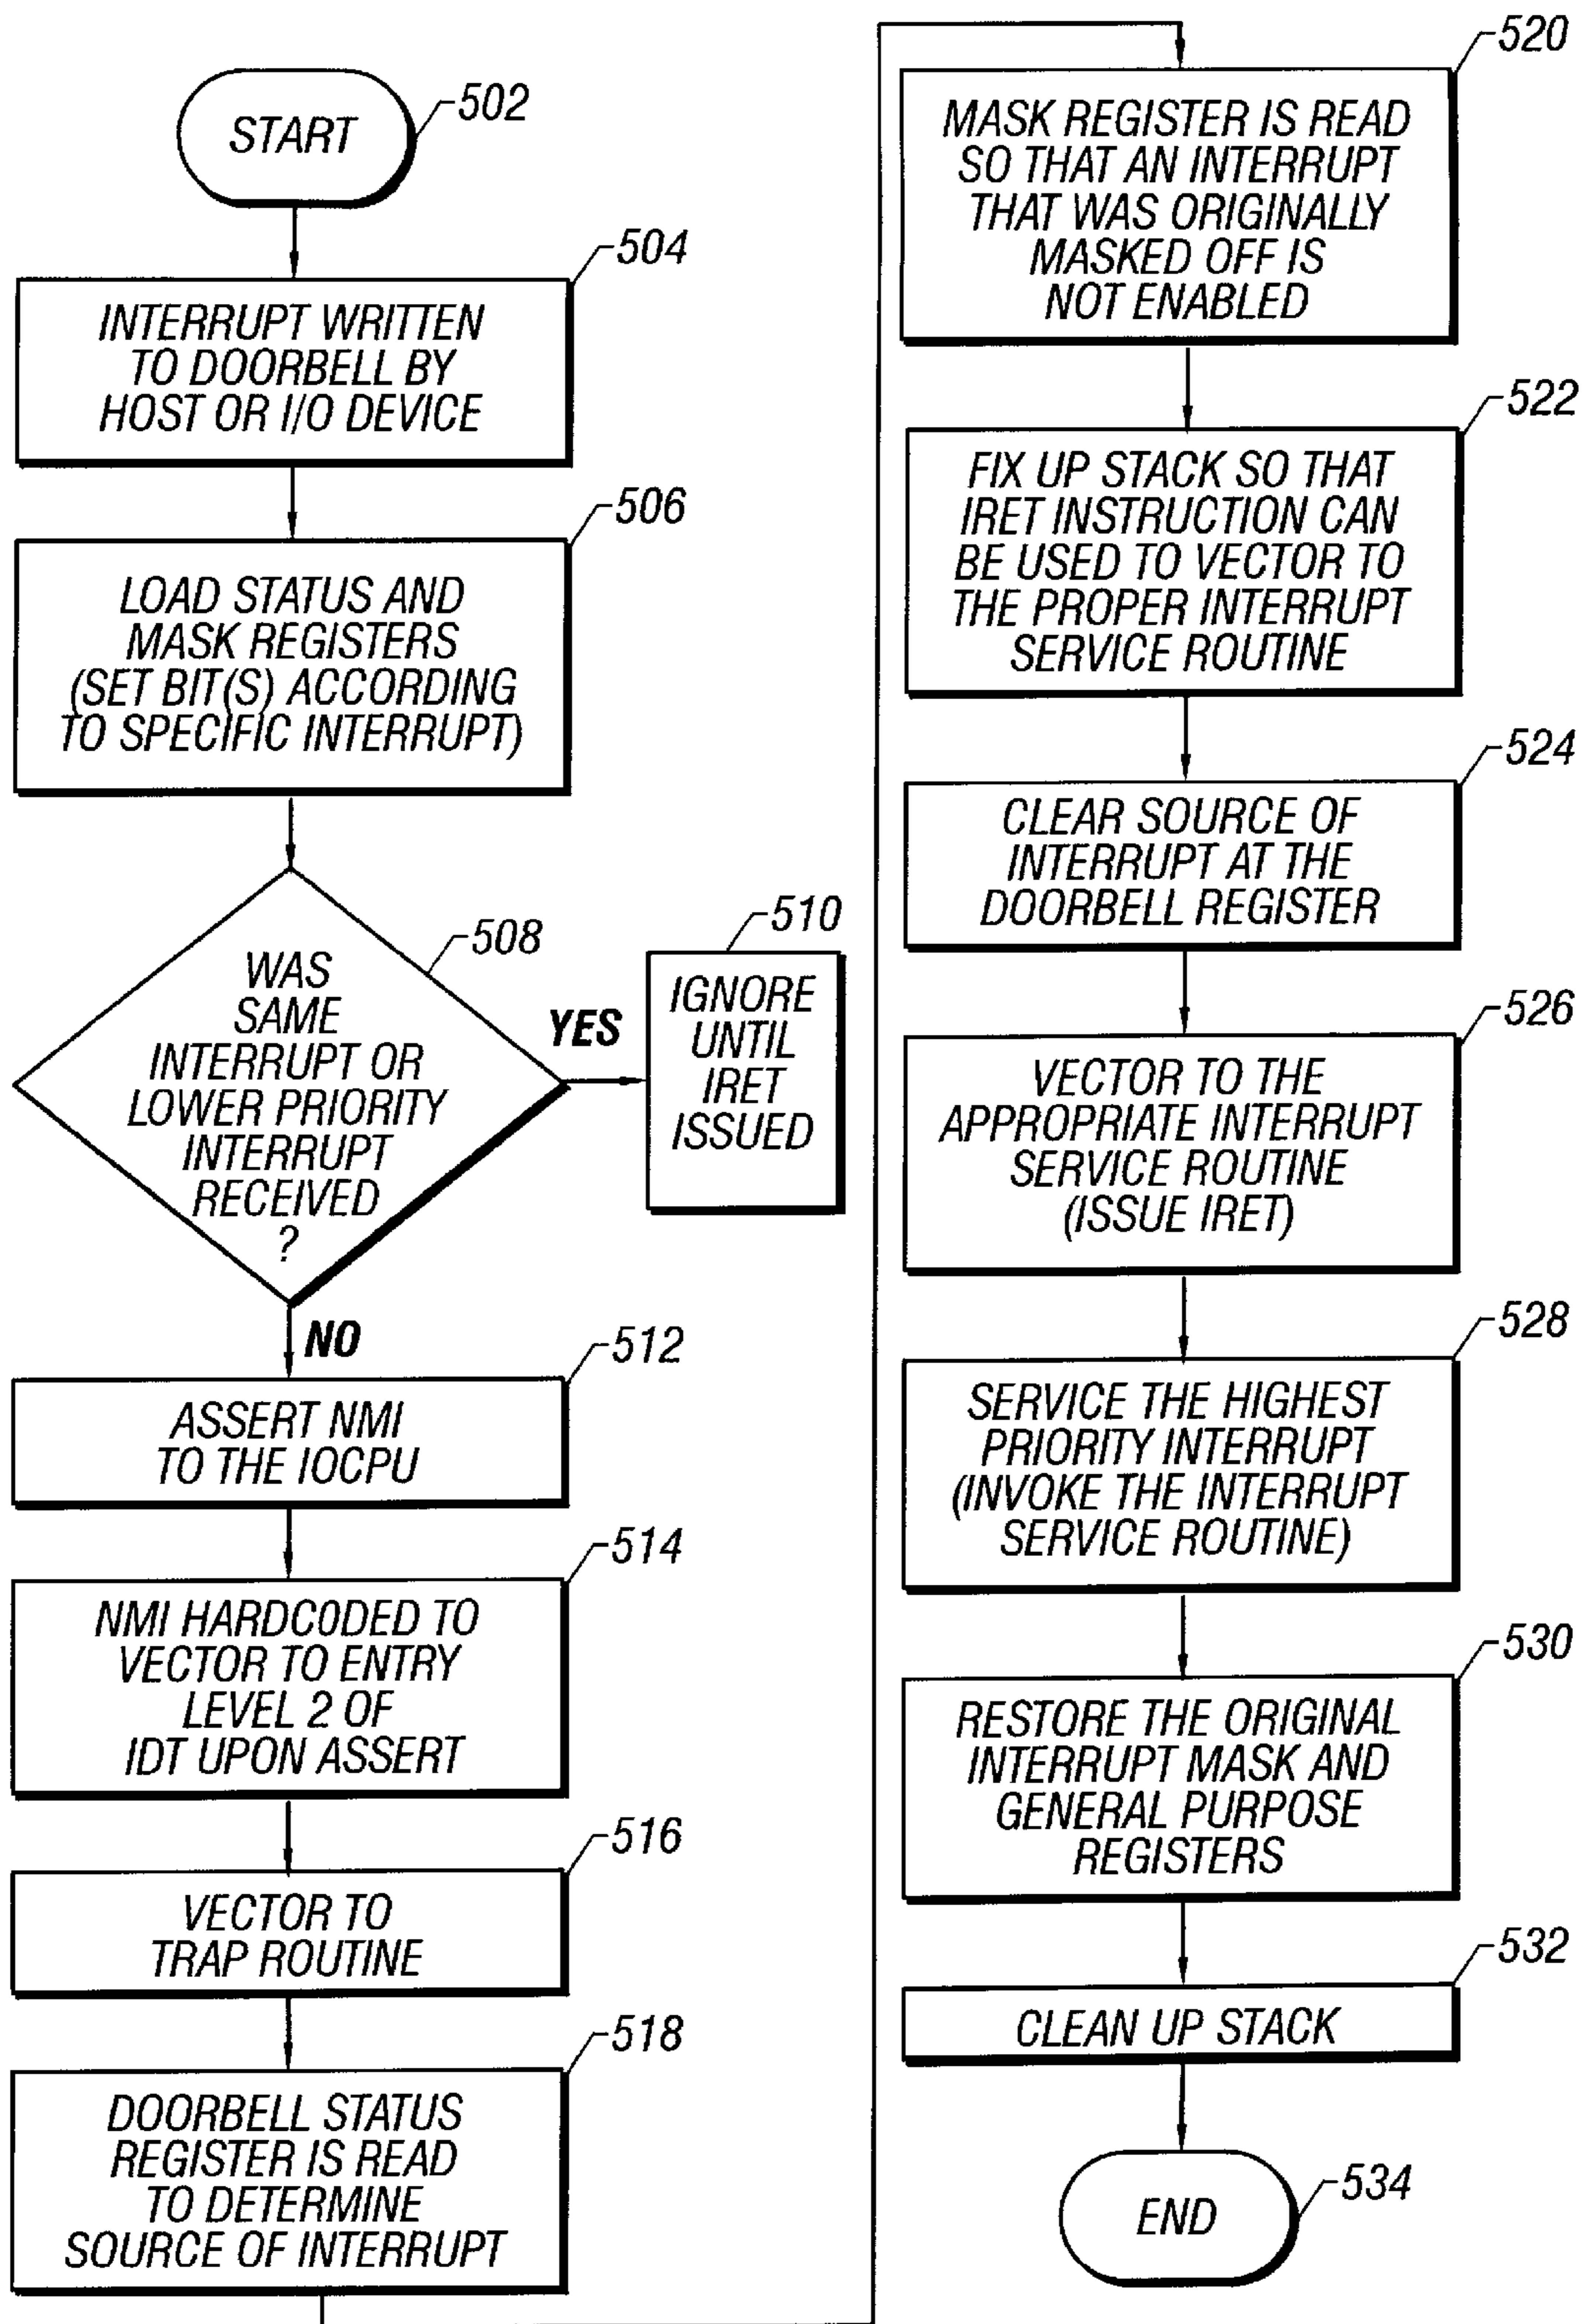 START
502
504
INTERRUPT WRITTEN
TO DOORBELL BY
HOST OR I/O DEVICE
506
LOAD STATUS AND
MASK REGISTERS
(SET BIT(S) ACCORDING
TO SPECIFIC INTERRUPT)
508
WAS
SAME
INTERRUPT OR
LOWER PRIORITY
INTERRUPT
RECEIVED
?
YES
510
IGNORE
UNTIL
IRET
ISSUED
NO
512
ASSERT NMI
TO THE IOCPU
514
NMI HARDCODED TO
VECTOR TO ENTRY
LEVEL 2 OF
IDT UPON ASSERT
516
VECTOR TO
TRAP ROUTINE
518
DOORBELL STATUS
REGISTER IS READ
TO DETERMINE
SOURCE OF INTERRUPT
520
MASK REGISTER IS READ
SO THAT AN INTERRUPT
THAT WAS ORIGINALLY
MASKED OFF IS
NOT ENABLED
522
FIX UP STACK SO THAT
IRET INSTRUCTION CAN
BE USED TO VECTOR TO
THE PROPER INTERRUPT
SERVICE ROUTINE
524
CLEAR SOURCE OF
INTERRUPT AT THE
DOORBELL REGISTER
526
VECTOR TO THE
APPROPRIATE INTERRUPT
SERVICE ROUTINE
(ISSUE IRET)
528
SERVICE THE HIGHEST
PRIORITY INTERRUPT
(INVOKE THE INTERRUPT
SERVICE ROUTINE)
530
RESTORE THE ORIGINAL
INTERRUPT MASK AND
GENERAL PURPOSE
REGISTERS
532
CLEAN UP STACK
END
534